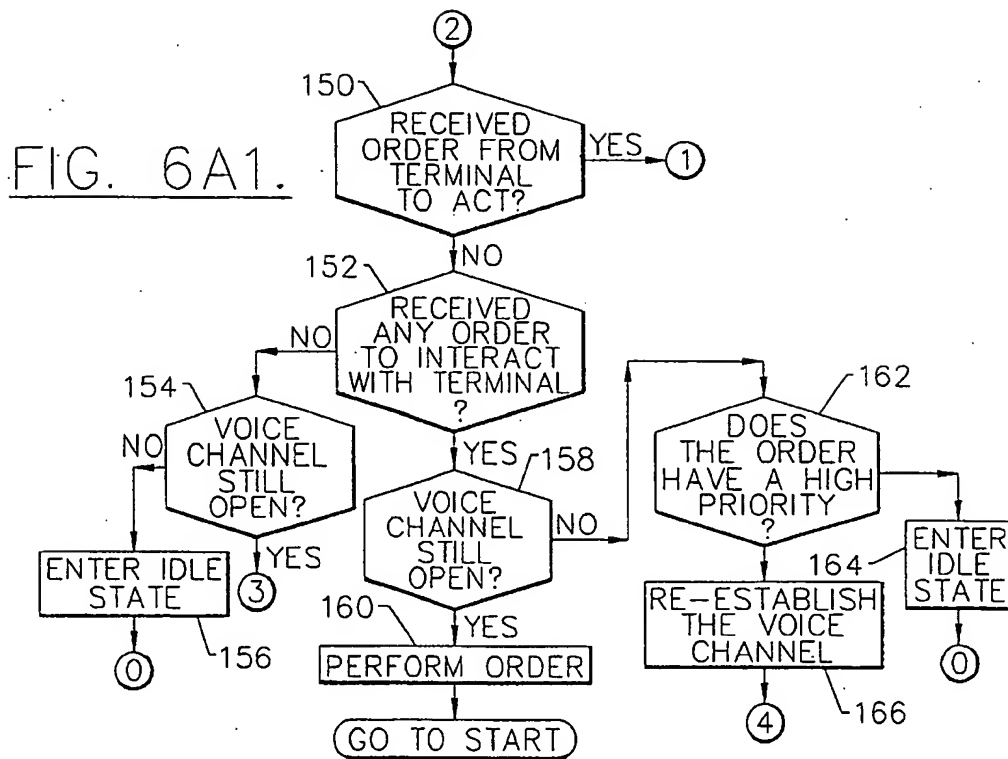 2
150
RECEIVED
ORDER FROM
TERMINAL
TO ACT?
YES
1
FIG. 6A1.
NO
152
RECEIVED
ANY ORDER
TO INTERACT
WITH TERMINAL
?
NO
154
VOICE
CHANNEL
STILL
OPEN?
NO
YES
3
ENTER IDLE
STATE
156
0
YES
158
VOICE
CHANNEL
STILL
OPEN?
NO
YES
160
PERFORM ORDER
GO TO START
162
DOES
THE ORDER
HAVE A HIGH
PRIORITY
?
164
ENTER
IDLE
STATE
0
RE-ESTABLISH
THE VOICE
CHANNEL
166
4